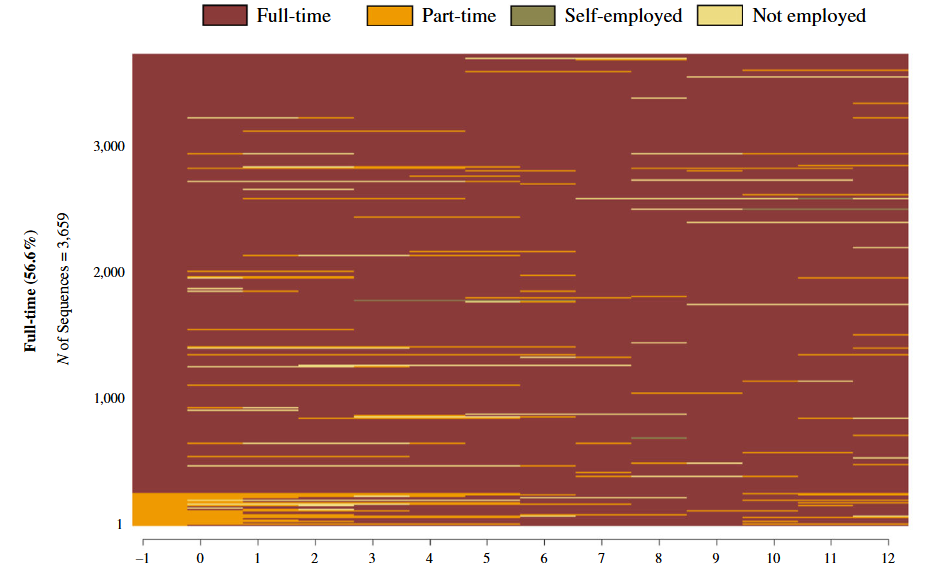 Full-time Part-time Self-employed Not employed
Full-time (56.6%)
N of Sequences = 3,659
3,000
2,000
1,000
1
–1 0 1 2 3 4 5 6 7 8 9 10 11 12